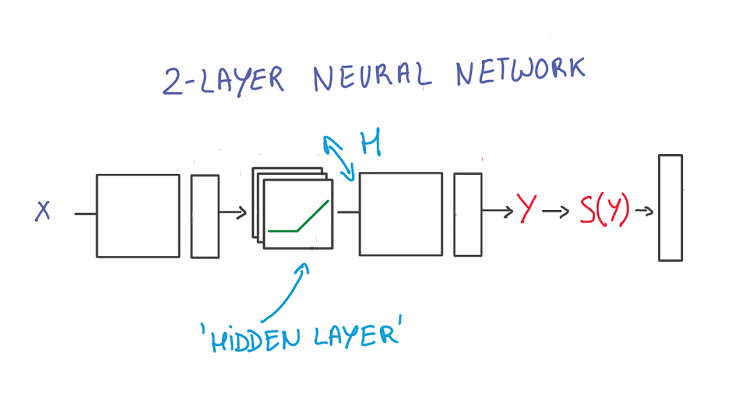 2-LAYER NEURAL NETWORK
H
X
Y
S(Y)
'HIDDEN LAYER'